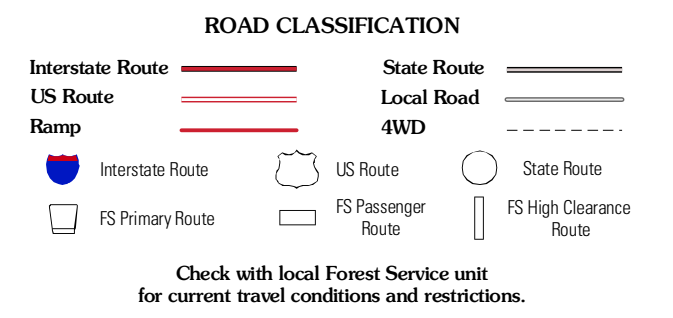 ROAD CLASSIFICATION
Interstate Route
State Route
US Route
Local Road
Ramp
4WD
Interstate Route
US Route
State Route
FS Primary Route
FS Passenger
Route
FS High Clearance
Route
Check with local Forest Service unit
for current travel conditions and restrictions.